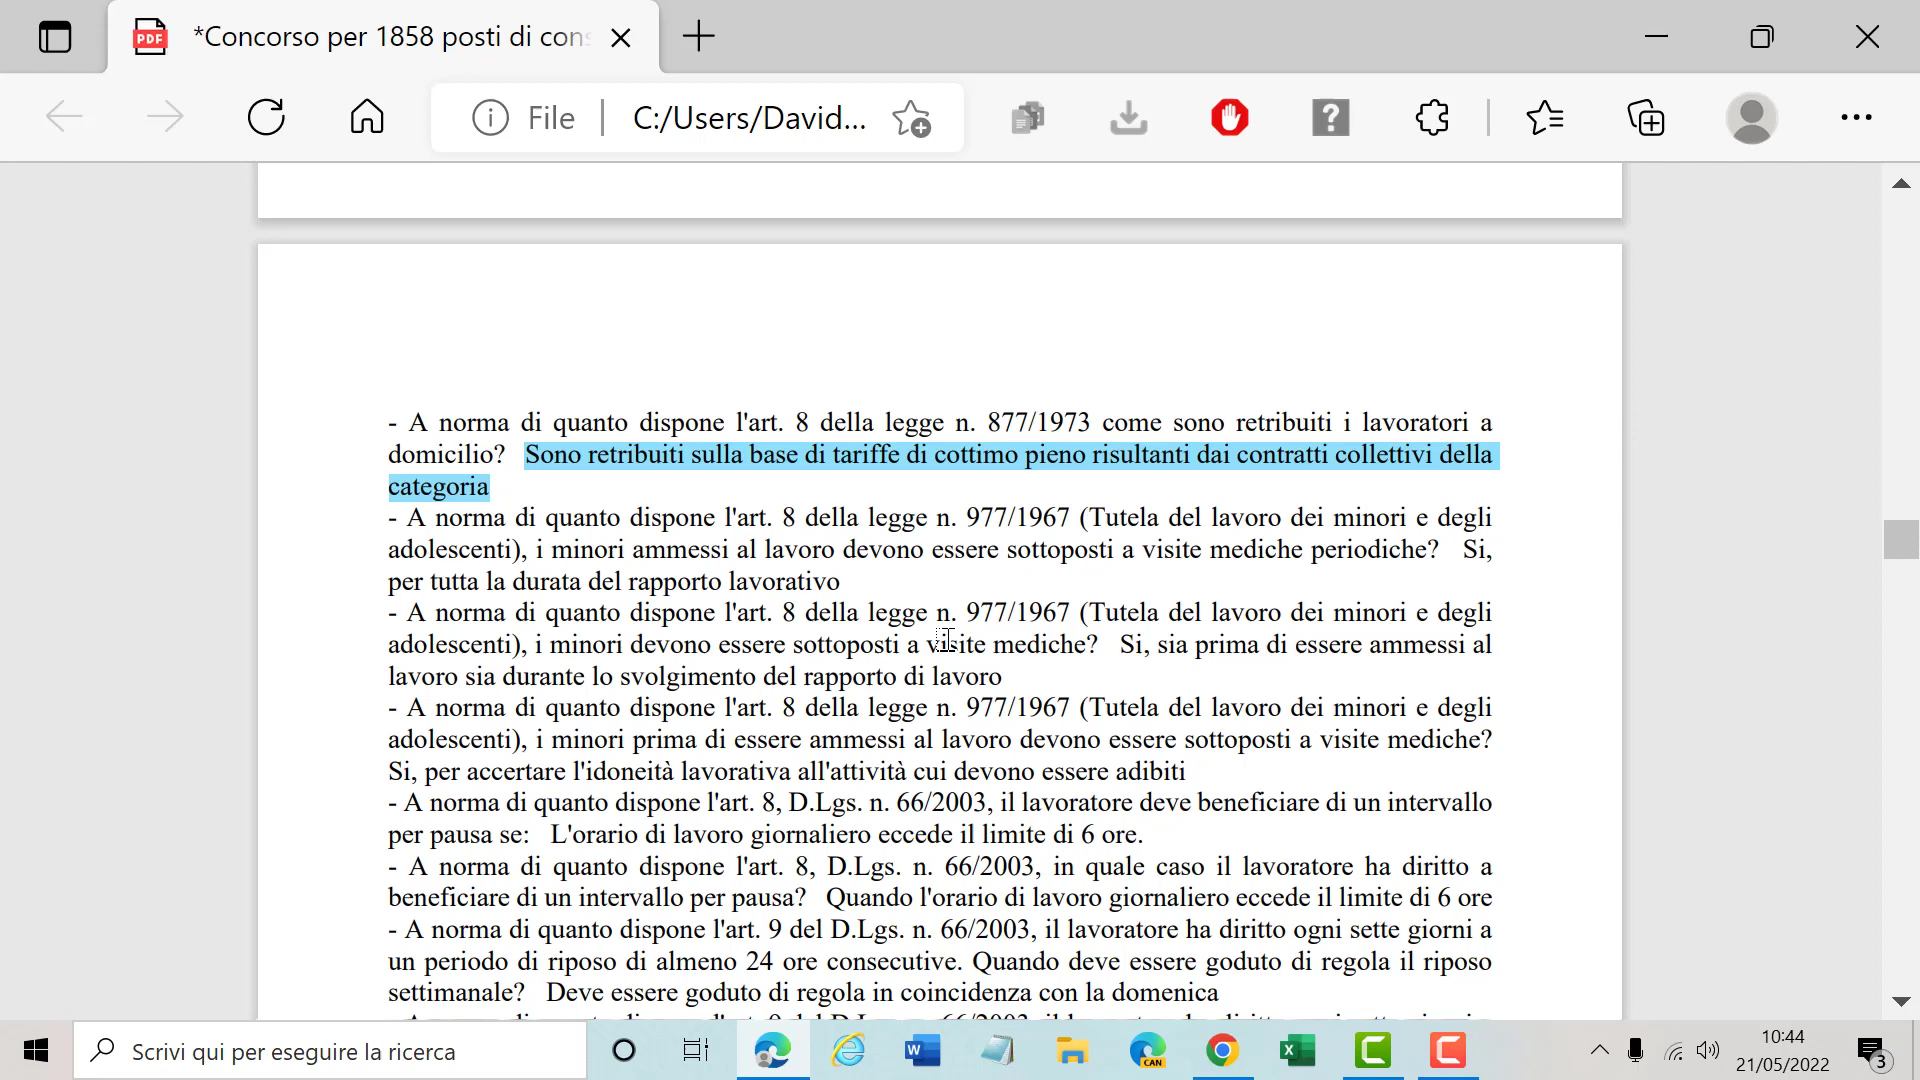 *Concorso per 1858 posti di con
File
C:/Users/David...
- A norma di quanto dispone l'art. 8 della legge n. 877/1973 come sono retribuiti i lavoratori a
domicilio?   Sono retribuiti sulla base di tariffe di cottimo pieno risultanti dai contratti collettivi della
categoria
- A norma di quanto dispone l'art. 8 della legge n. 977/1967 (Tutela del lavoro dei minori e degli
adolescenti), i minori ammessi al lavoro devono essere sottoposti a visite mediche periodiche?   Si,
per tutta la durata del rapporto lavorativo
- A norma di quanto dispone l'art. 8 della legge n. 977/1967 (Tutela del lavoro dei minori e degli
adolescenti), i minori devono essere sottoposti a visite mediche?   Si, sia prima di essere ammessi al
lavoro sia durante lo svolgimento del rapporto di lavoro
- A norma di quanto dispone l'art. 8 della legge n. 977/1967 (Tutela del lavoro dei minori e degli
adolescenti), i minori prima di essere ammessi al lavoro devono essere sottoposti a visite mediche?
Si, per accertare l'idoneità lavorativa all'attività cui devono essere adibiti
- A norma di quanto dispone l'art. 8, D.Lgs. n. 66/2003, il lavoratore deve beneficiare di un intervallo
per pausa se:   L'orario di lavoro giornaliero eccede il limite di 6 ore.
- A norma di quanto dispone l'art. 8, D.Lgs. n. 66/2003, in quale caso il lavoratore ha diritto a
beneficiare di un intervallo per pausa?   Quando l'orario di lavoro giornaliero eccede il limite di 6 ore
- A norma di quanto dispone l'art. 9 del D.Lgs. n. 66/2003, il lavoratore ha diritto ogni sette giorni a
un periodo di riposo di almeno 24 ore consecutive. Quando deve essere goduto di regola il riposo
settimanale?   Deve essere goduto di regola in coincidenza con la domenica
Scrivi qui per eseguire la ricerca
CAN
10:44
21/05/2022
3